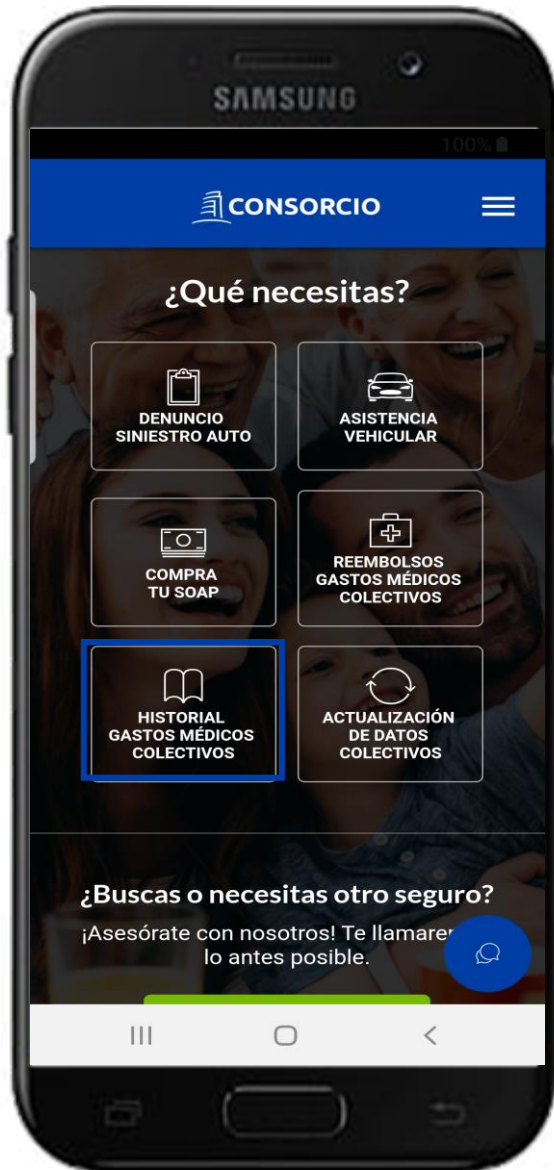 SAMSUNG
100%
CONSORCIO
¿Qué necesitas?
DENUNCIO
SINIESTRO AUTO
ASISTENCIA
VEHICULAR
COMPRA
TU SOAP
REEMBOLSOS
GASTOS MÉDICOS
COLECTIVOS
HISTORIAL
GASTOS MÉDICOS
COLECTIVOS
ACTUALIZACIÓN
DE DATOS
COLECTIVOS
¿Buscas o necesitas otro seguro?
¡Asesórate con nosotros! Te
lo antes posible.